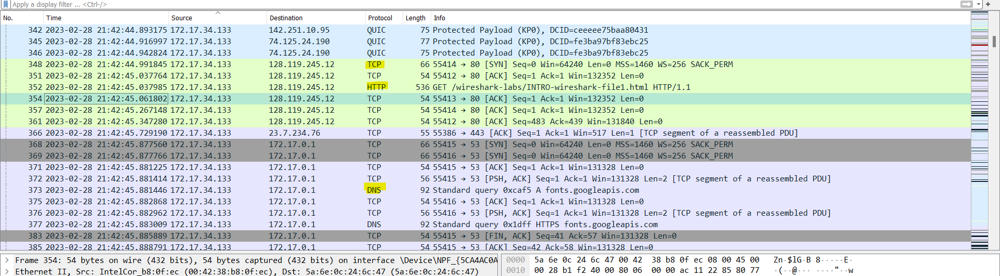 Apply a display filter ... <Ctrl-/>
No. Time Source Destination Protocol Length Info
342 2023-02-28 21:42:44.893175 172.17.34.133 142.251.10.95 QUIC 75 Protected Payload (KP0), DCID=ceeeee75baa80431
345 2023-02-28 21:42:44.916997 172.17.34.133 74.125.24.190 QUIC 77 Protected Payload (KP0), DCID=fe3ba97bf83ebc25
346 2023-02-28 21:42:44.942824 172.17.34.133 74.125.24.190 QUIC 75 Protected Payload (KP0), DCID=fe3ba97bf83ebc25
348 2023-02-28 21:42:44.991845 172.17.34.133 128.119.245.12 TCP 66 55414 → 80 [SYN] Seq=0 Win=64240 Len=0 MSS=1460 WS=256 SACK_PERM
351 2023-02-28 21:42:45.037764 172.17.34.133 128.119.245.12 TCP 54 55412 → 80 [ACK] Seq=1 Ack=1 Win=132352 Len=0
352 2023-02-28 21:42:45.037985 172.17.34.133 128.119.245.12 HTTP 536 GET /wireshark-labs/INTRO-wireshark-file1.html HTTP/1.1
354 2023-02-28 21:42:45.061802 172.17.34.133 128.119.245.12 TCP 54 55413 → 80 [ACK] Seq=1 Ack=1 Win=132352 Len=0
357 2023-02-28 21:42:45.267148 172.17.34.133 128.119.245.12 TCP 54 55414 → 80 [ACK] Seq=1 Ack=1 Win=132352 Len=0
361 2023-02-28 21:42:45.347280 172.17.34.133 128.119.245.12 TCP 54 55412 → 80 [ACK] Seq=483 Ack=439 Win=131840 Len=0
366 2023-02-28 21:42:45.729190 172.17.34.133 23.7.234.76 TCP 55 55386 → 443 [ACK] Seq=1 Ack=1 Win=517 Len=1 [TCP segment of a reassembled PDU]
368 2023-02-28 21:42:45.877560 172.17.34.133 172.17.0.1 TCP 66 55415 → 53 [SYN] Seq=0 Win=64240 Len=0 MSS=1460 WS=256 SACK_PERM
369 2023-02-28 21:42:45.877766 172.17.34.133 172.17.0.1 TCP 66 55416 → 53 [SYN] Seq=0 Win=64240 Len=0 MSS=1460 WS=256 SACK_PERM
371 2023-02-28 21:42:45.881225 172.17.34.133 172.17.0.1 TCP 54 55415 → 53 [ACK] Seq=1 Ack=1 Win=131328 Len=0
372 2023-02-28 21:42:45.881414 172.17.34.133 172.17.0.1 TCP 56 55415 → 53 [PSH, ACK] Seq=1 Ack=1 Win=131328 Len=2 [TCP segment of a reassembled PDU]
373 2023-02-28 21:42:45.881446 172.17.34.133 172.17.0.1 DNS 92 Standard query 0xcaf5 A fonts.googleapis.com
375 2023-02-28 21:42:45.882868 172.17.34.133 172.17.0.1 TCP 54 55416 → 53 [ACK] Seq=1 Ack=1 Win=131328 Len=0
376 2023-02-28 21:42:45.882962 172.17.34.133 172.17.0.1 TCP 56 55416 → 53 [PSH, ACK] Seq=1 Ack=1 Win=131328 Len=2 [TCP segment of a reassembled PDU]
377 2023-02-28 21:42:45.883009 172.17.34.133 172.17.0.1 DNS 92 Standard query 0x1dff HTTPS fonts.googleapis.com
383 2023-02-28 21:42:45.885889 172.17.34.133 172.17.0.1 TCP 54 55415 → 53 [FIN, ACK] Seq=41 Ack=57 Win=131328 Len=0
385 2023-02-28 21:42:45.888791 172.17.34.133 172.17.0.1 TCP 54 55415 → 53 [ACK] Seq=42 Ack=58 Win=131328 Len=0
Frame 354: 54 bytes on wire (432 bits), 54 bytes captured (432 bits) on interface \Device\NPF_{5CA4AC0A
Ethernet II, Src: IntelCor_b8:0f:ec (00:42:38:b8:0f:ec), Dst: 5a:6e:0c:24:6c:47 (5a:6e:0c:24:6c:47)
0000 5a 6e 0c 24 6c 47 00 42 38 b8 0f ec 08 00 45 00 Zn·$lG·B 8·····E·
0010 00 28 b1 f2 40 00 80 06 00 00 ac 11 22 85 80 77 ·(··@··· ····"··w